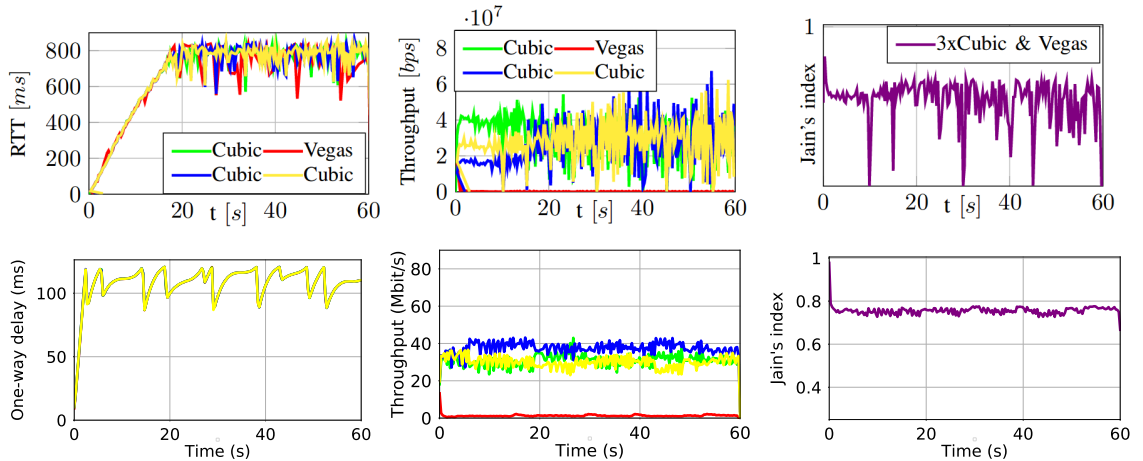 RTT [ms]
800
600
400
200
0
Cubic Vegas
Cubic Cubic
0 20 40 60
t [s]
·10⁷
Throughput [bps]
8
6
4
2
0
Cubic Vegas
Cubic Cubic
0 20 40 60
t [s]
Jain's index
1
3xCubic & Vegas
0 20 40 60
t [s]
One-way delay (ms)
100
50
0
0 20 40 60
Time (s)
Throughput (Mbit/s)
80
60
40
20
0
0 20 40 60
Time (s)
Jain's index
1
0.8
0.6
0.4
0 20 40 60
Time (s)